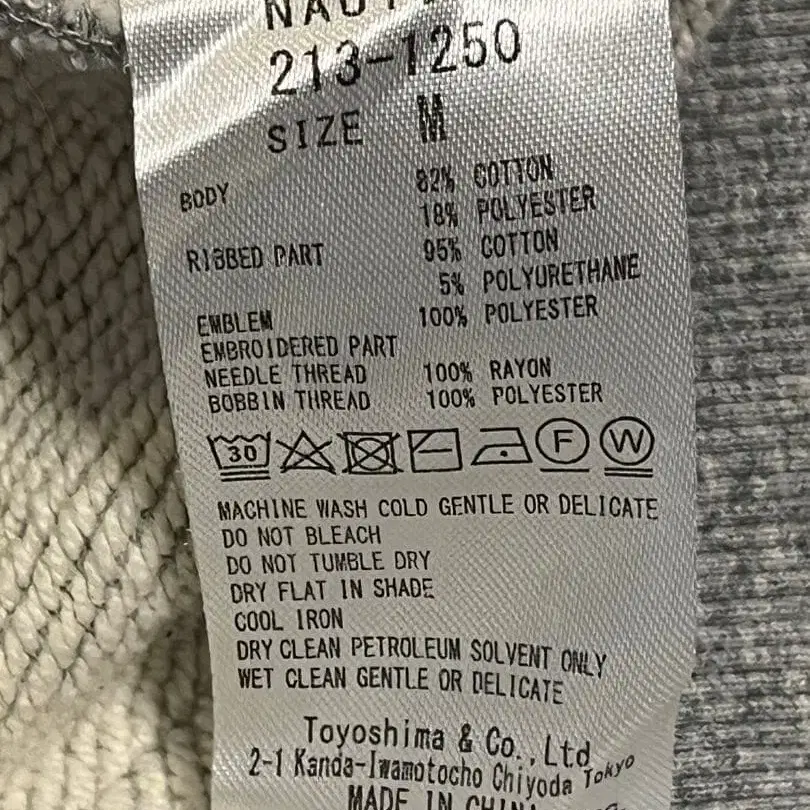 213-1250
SIZE M
BODY 82% COTTON
18% POLYESTER
RIBBED PART 95% COTTON
5% POLYURETHANE
EMBLEM 100% POLYESTER
EMBROIDERED PART
NEEDLE THREAD 100% RAYON
BOBBIN THREAD 100% POLYESTER
30 F W
MACHINE WASH COLD GENTLE OR DELICATE
DO NOT BLEACH
DO NOT TUMBLE DRY
DRY FLAT IN SHADE
COOL IRON
DRY CLEAN PETROLEUM SOLVENT ONLY
WET CLEAN GENTLE OR DELICATE
Toyoshima & Co.,Ltd
2-1 Kanda-Iwamotocho Chiyoda Tokyo
MADE IN CHINA